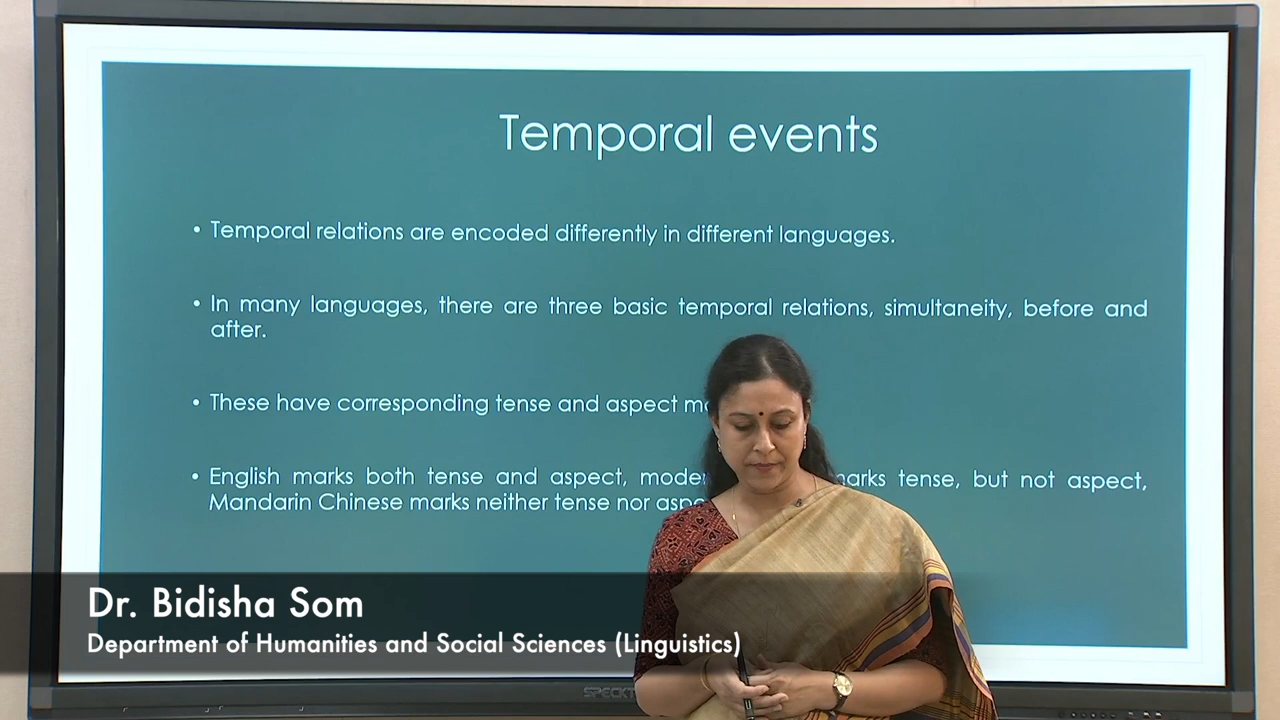 Temporal events
• Temporal relations are encoded differently in different languages.
• In many languages, there are three basic temporal relations, simultaneity, before and
after.
• These have corresponding tense and aspect
• English marks both tense and aspect, tense, but not aspect,
Mandarin Chinese marks neither tense nor
Dr. Bidisha Som
Department of Humanities and Social Sciences (Linguistics)